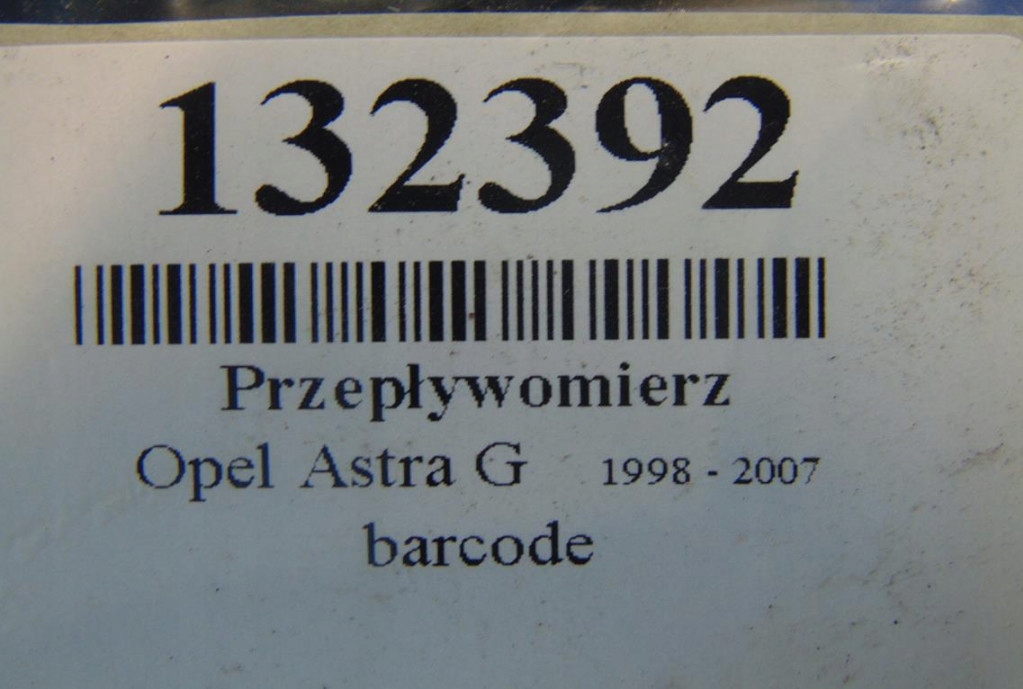 132392
Przepływomierz
Opel Astra G 1998 - 2007
barcode